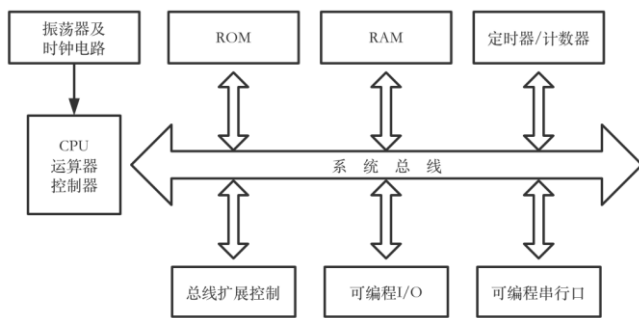 振荡器及
时钟电路
ROM
RAM
定时器/计数器
CPU
运算器
控制器
系统总线
总线扩展控制
可编程I/O
可编程串行口